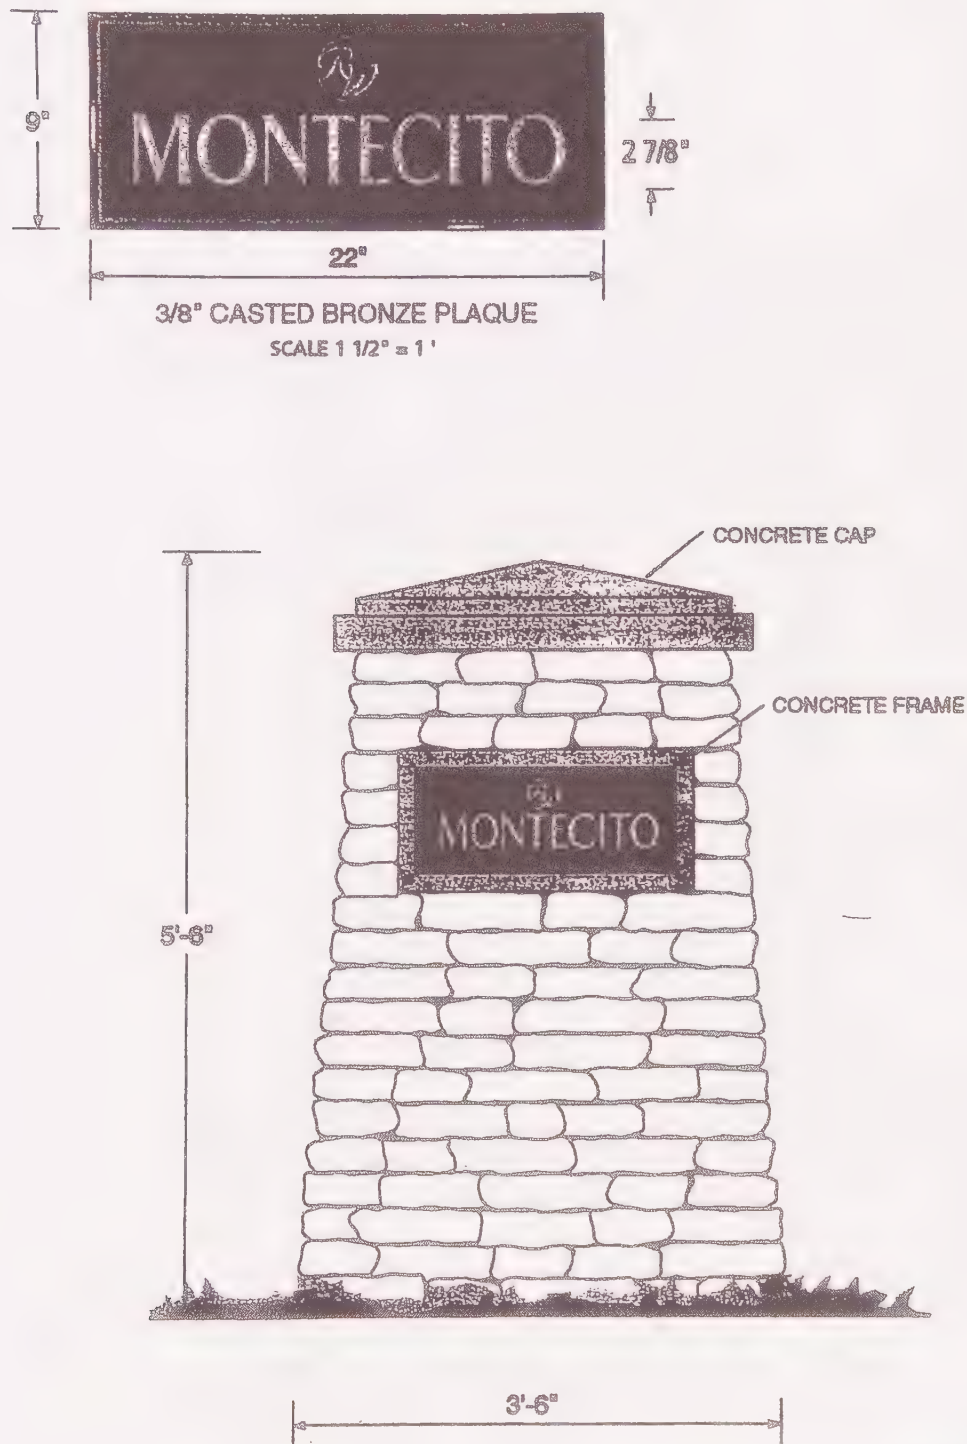 9"
MONTECITO
2 7/8"
22"
3/8" CASTED BRONZE PLAQUE
SCALE 1 1/2" = 1 '
CONCRETE CAP
CONCRETE FRAME
MONTECITO
5'-6"
3'-6"